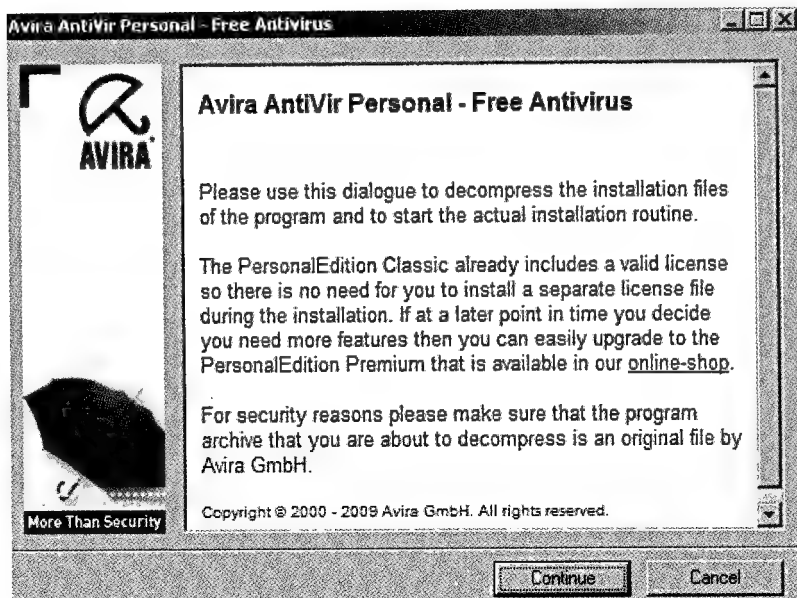 Avira AntiVir Personal - Free Antivirus
AVIRA
Avira AntiVir Personal - Free Antivirus
Please use this dialogue to decompress the installation files
of the program and to start the actual installation routine.
The PersonalEdition Classic already includes a valid license
so there is no need for you to install a separate license file
during the installation. If at a later point in time you decide
you need more features then you can easily upgrade to the
PersonalEdition Premium that is available in our online-shop.
For security reasons please make sure that the program
archive that you are about to decompress is an original file by
Avira GmbH.
Copyright © 2000 - 2009 Avira GmbH. All rights reserved.
More Than Security
Continue
Cancel